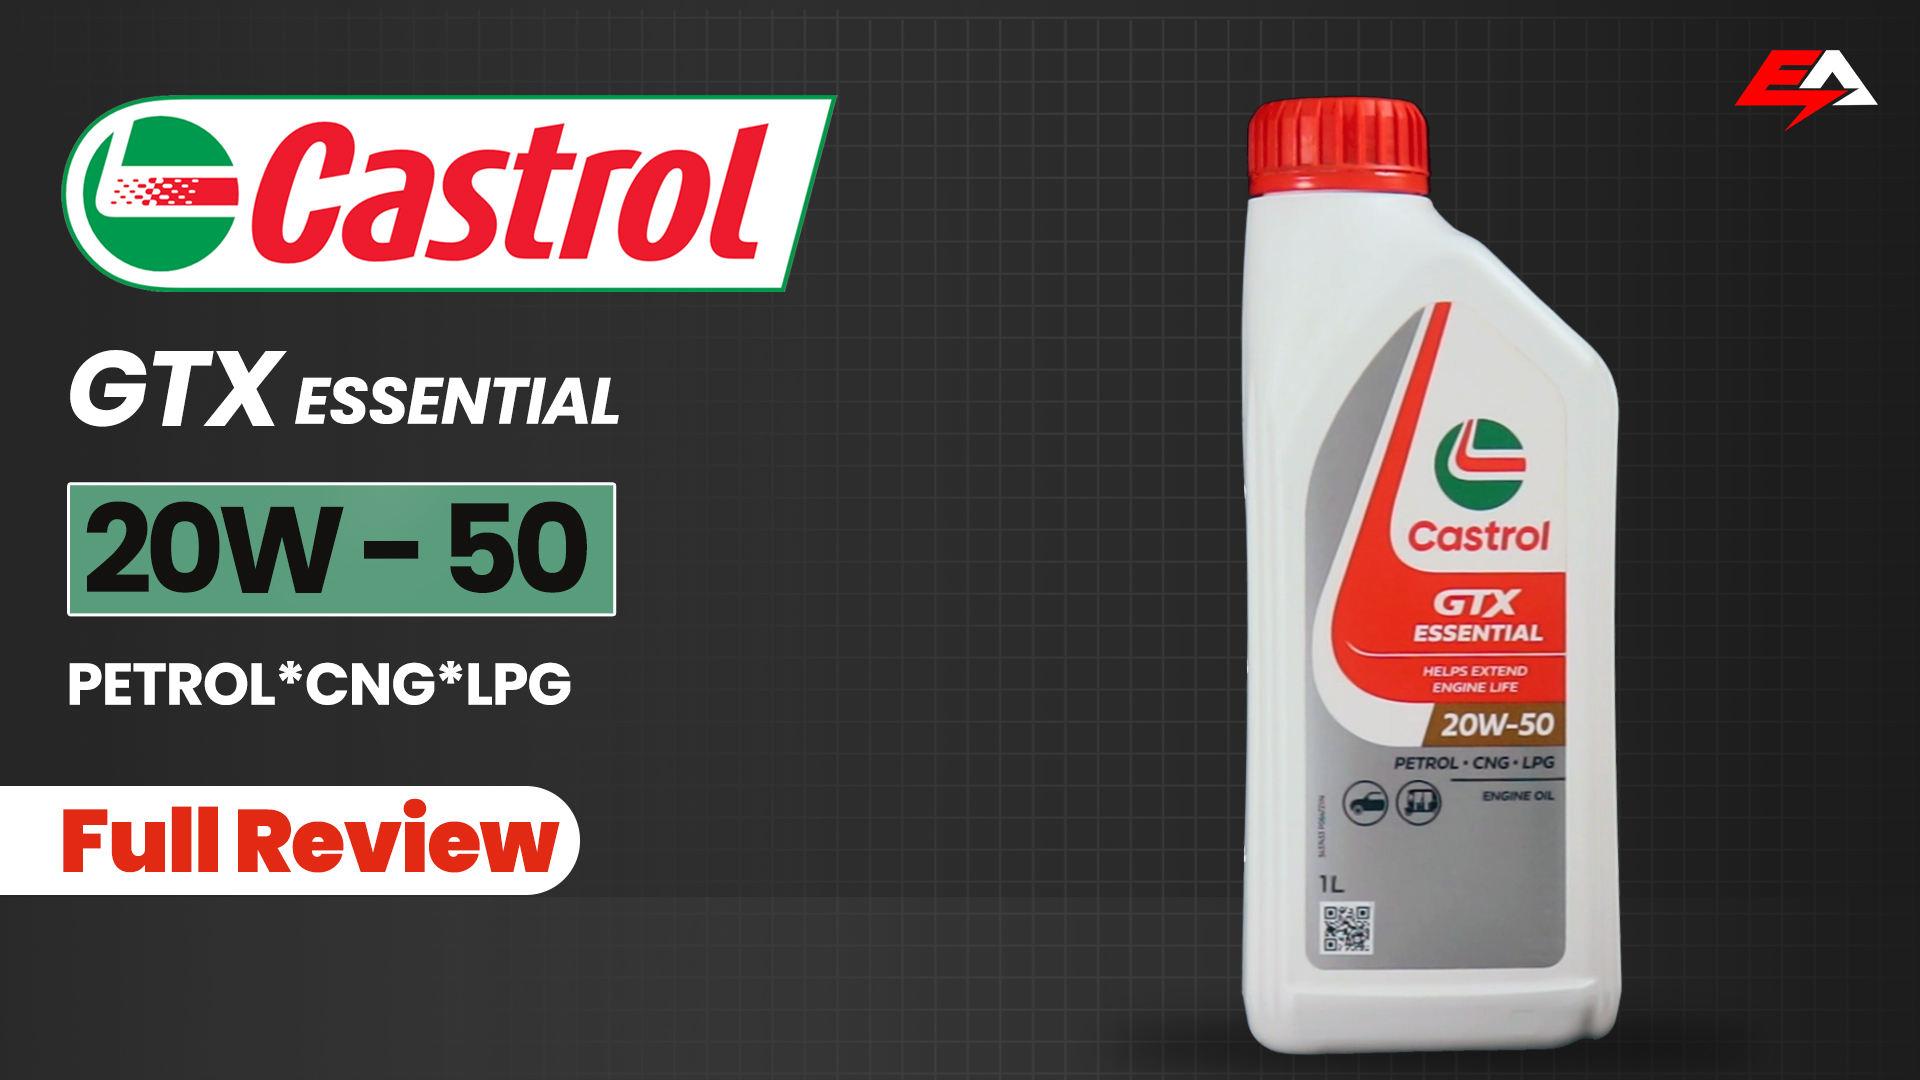 Castrol
GTX ESSENTIAL
20W - 50
PETROL*CNG*LPG
Full Review
EA
Castrol
GTX
ESSENTIAL
HELPS EXTEND
ENGINE LIFE
20W-50
PETROL • CNG • LPG
ENGINE OIL
1L